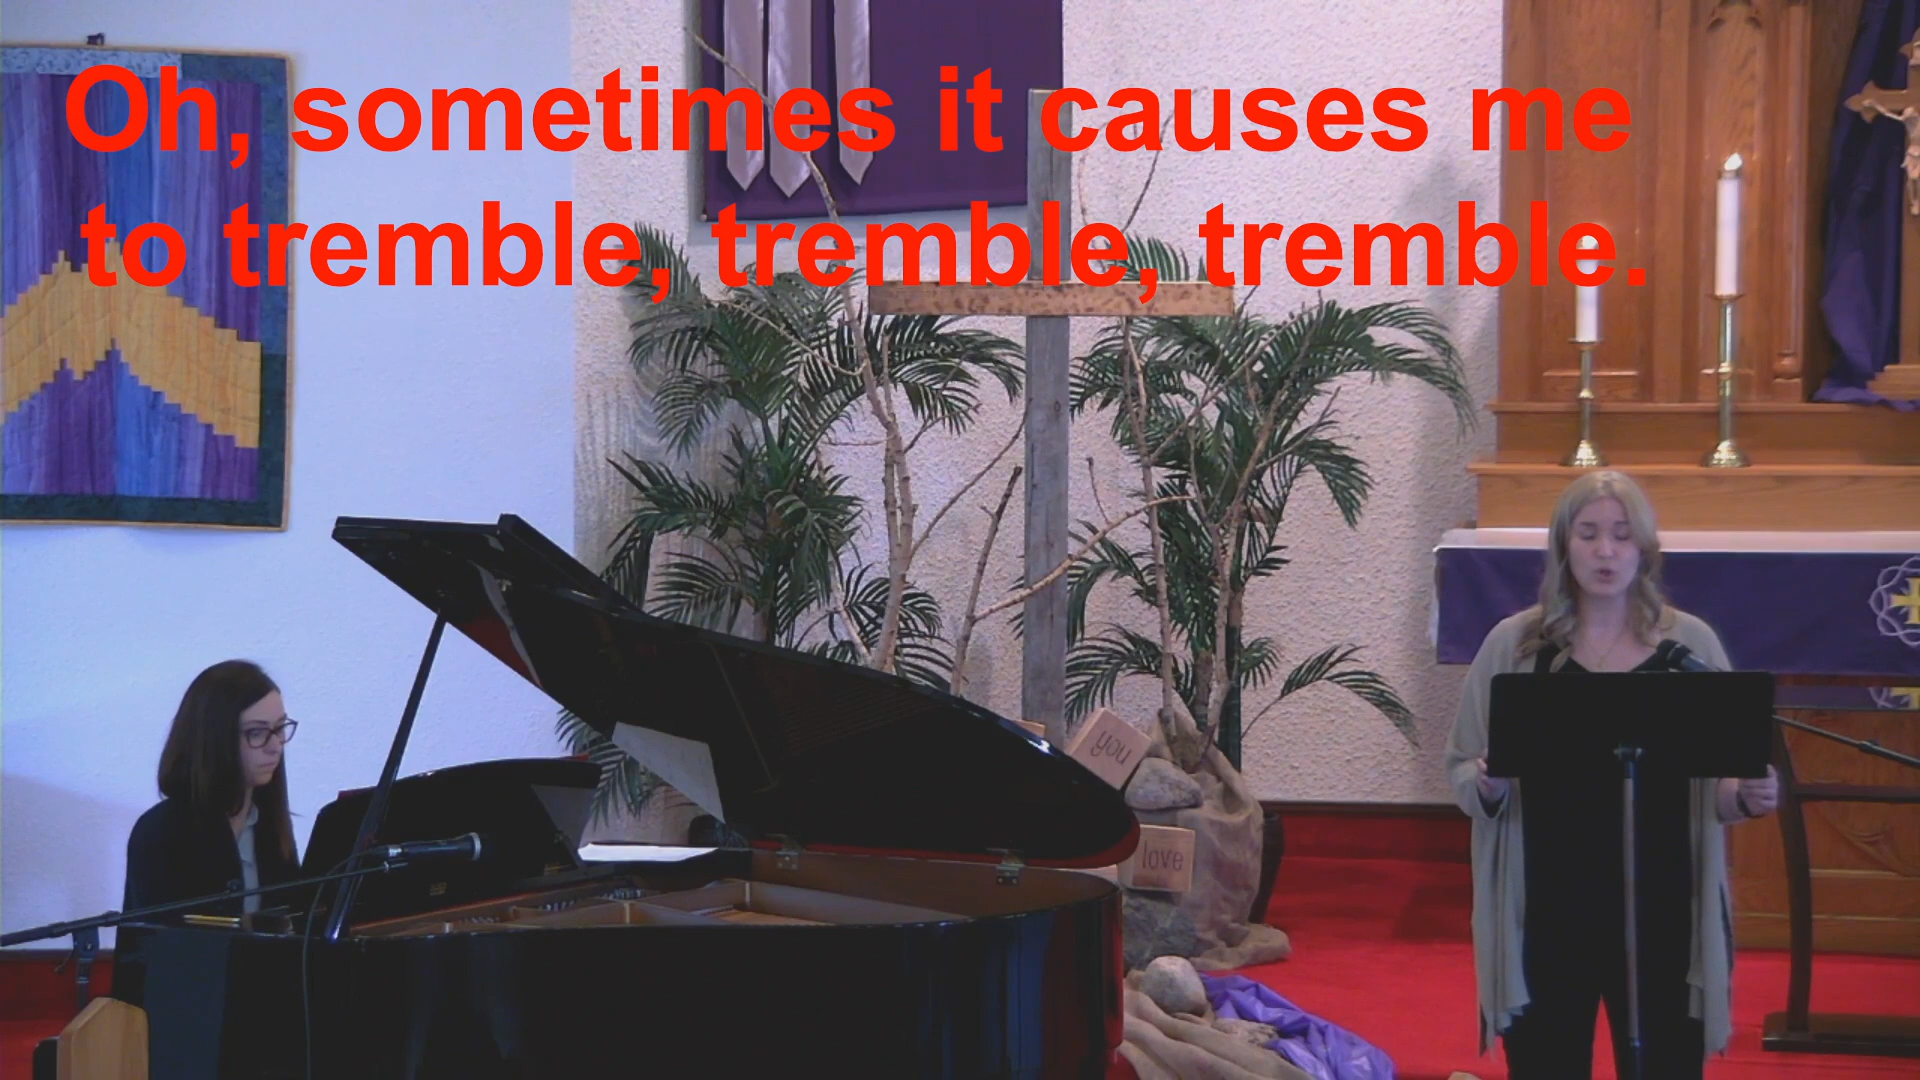 Oh, sometimes it causes me
to tremble, tremble, tremble.
you
love